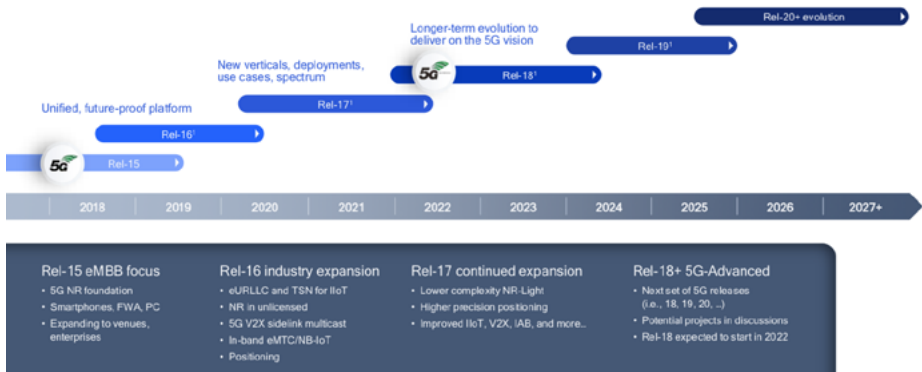 Rel-20+ evolution
Longer-term evolution to
deliver on the 5G vision
Rel-19¹
New verticals, deployments,
use cases, spectrum
5G
Rel-18¹
Rel-17¹
Unified, future-proof platform
Rel-16¹
5G
Rel-15
2018
2019
2020
2021
2022
2023
2024
2025
2026
2027+
Rel-15 eMBB focus
• 5G NR foundation
• Smartphones, FWA, PC
• Expanding to venues,
enterprises
Rel-16 industry expansion
• eURLLC and TSN for IIoT
• NR in unlicensed
• 5G V2X sidelink multicast
• In-band eMTC/NB-IoT
• Positioning
Rel-17 continued expansion
• Lower complexity NR-Light
• Higher precision positioning
• Improved IIoT, V2X, IAB, and more..
Rel-18+ 5G-Advanced
• Next set of 5G releases
(i.e., 18, 19, 20, ..)
• Potential projects in discussions
• Rel-18 expected to start in 2022